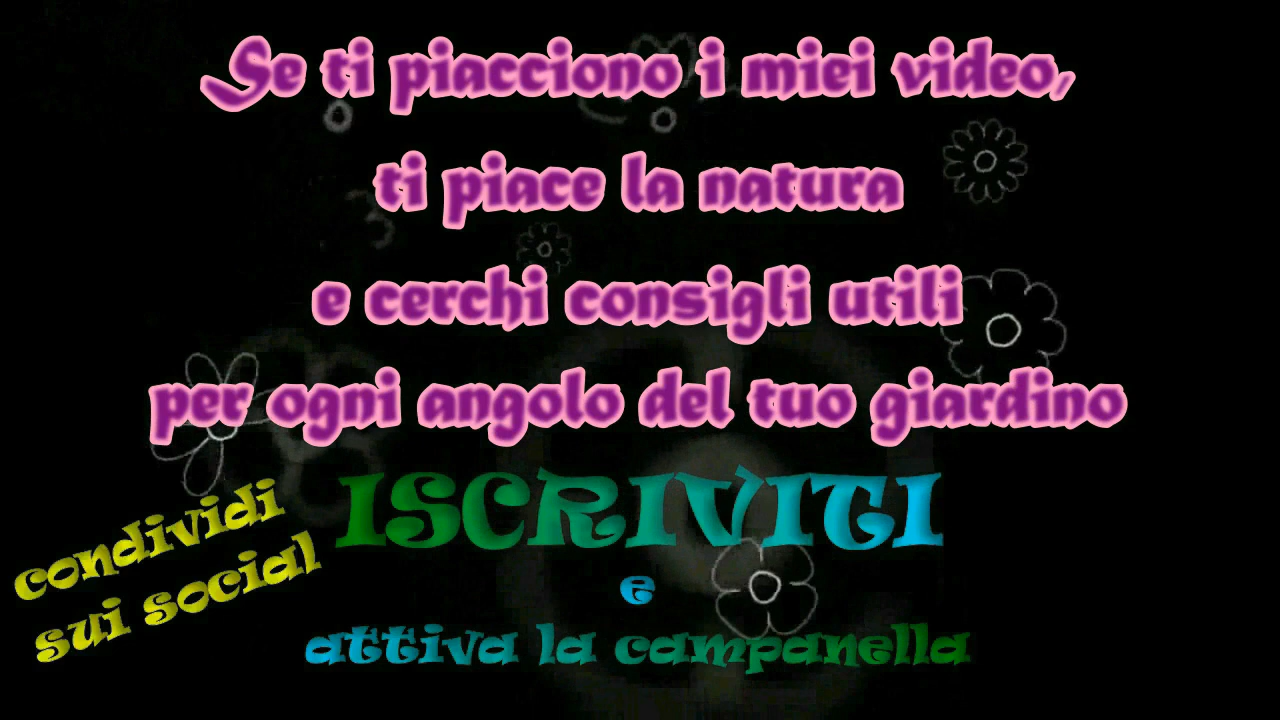 Se ti piacciono i miei video,
ti piace la natura
e cerchi consigli utili
per ogni angolo del tuo giardino
ISCRIVITI
e
attiva la campanella
condividi
sui social